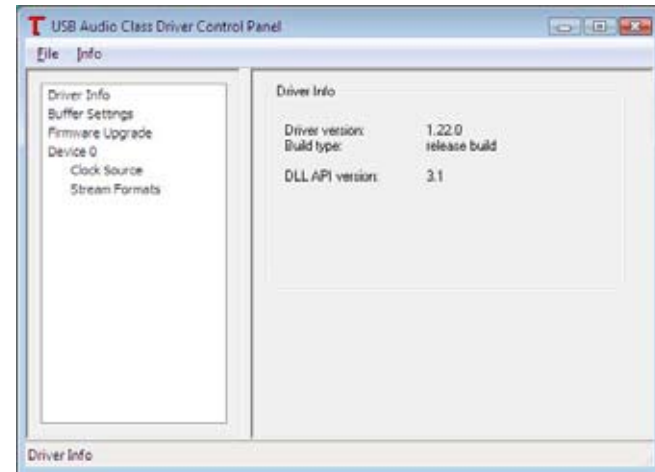 T USB Audio Class Driver Control Panel
File Info
Driver Info
Buffer Settings
Firmware Upgrade
Device 0
Clock Source
Stream Formats
Driver Info
Driver version: 1.22.0
Build type: release build
DLL API version: 3.1
Driver Info